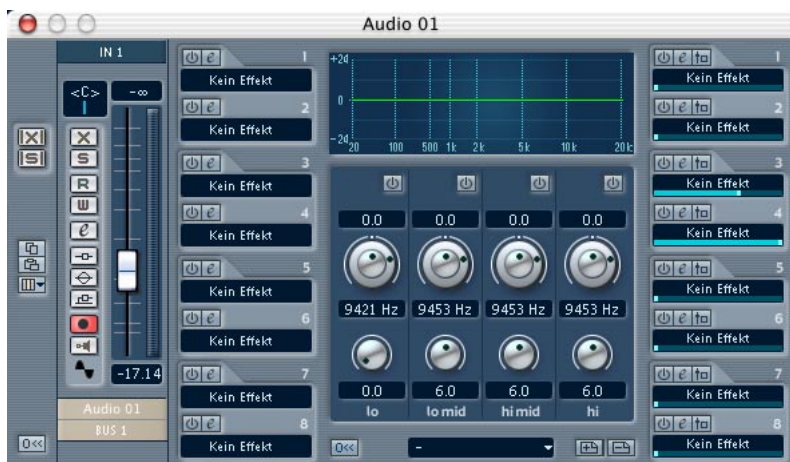 Audio 01
IN 1
<C> -∞
X
S
R
W
e
-17.14
Audio 01
BUS 1
|X|
|S|
0<<
1
Kein Effekt
2
Kein Effekt
3
Kein Effekt
4
Kein Effekt
5
Kein Effekt
6
Kein Effekt
7
Kein Effekt
8
Kein Effekt
+24
0
-24
20 100 500 1k 2k 5k 10k 20k
0.0 0.0 0.0 0.0
9421 Hz 9453 Hz 9453 Hz 9453 Hz
0.0 6.0 6.0 6.0
lo lo mid hi mid hi
0<< -
1
Kein Effekt
2
Kein Effekt
3
Kein Effekt
4
Kein Effekt
5
Kein Effekt
6
Kein Effekt
7
Kein Effekt
8
Kein Effekt